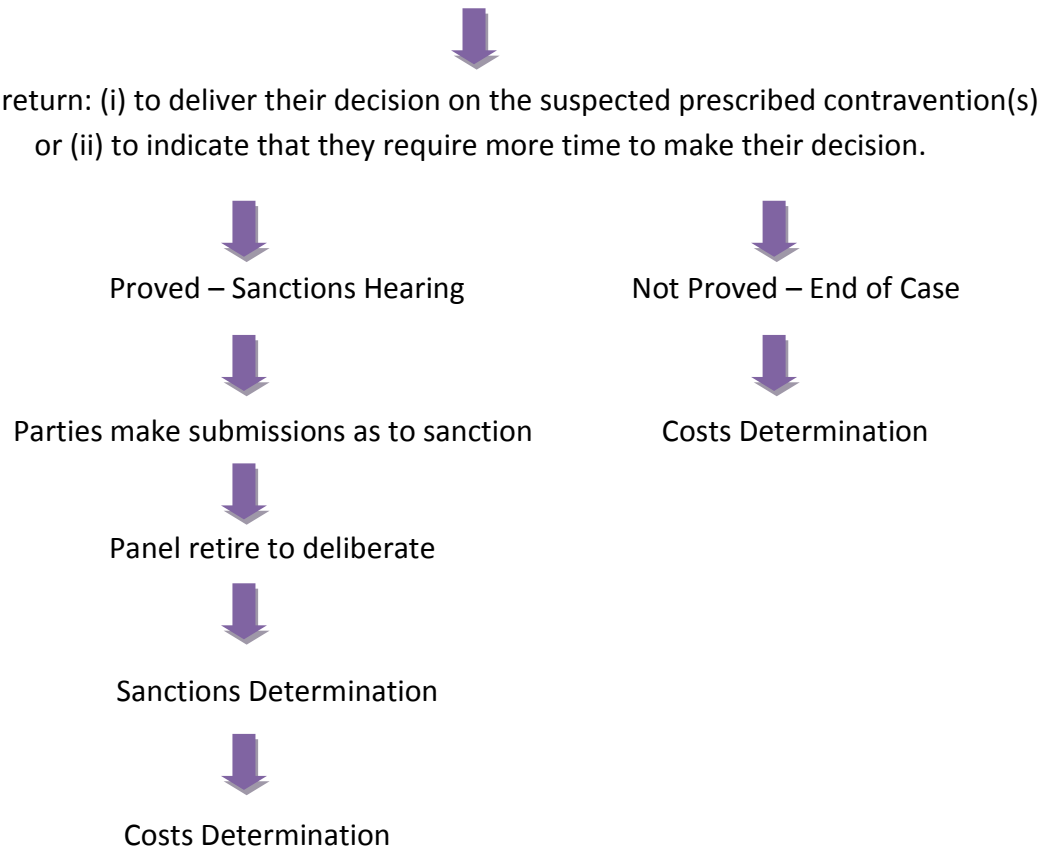 return: (i) to deliver their decision on the suspected prescribed contravention(s)
or (ii) to indicate that they require more time to make their decision.
Proved – Sanctions Hearing
Not Proved – End of Case
Parties make submissions as to sanction
Costs Determination
Panel retire to deliberate
Sanctions Determination
Costs Determination